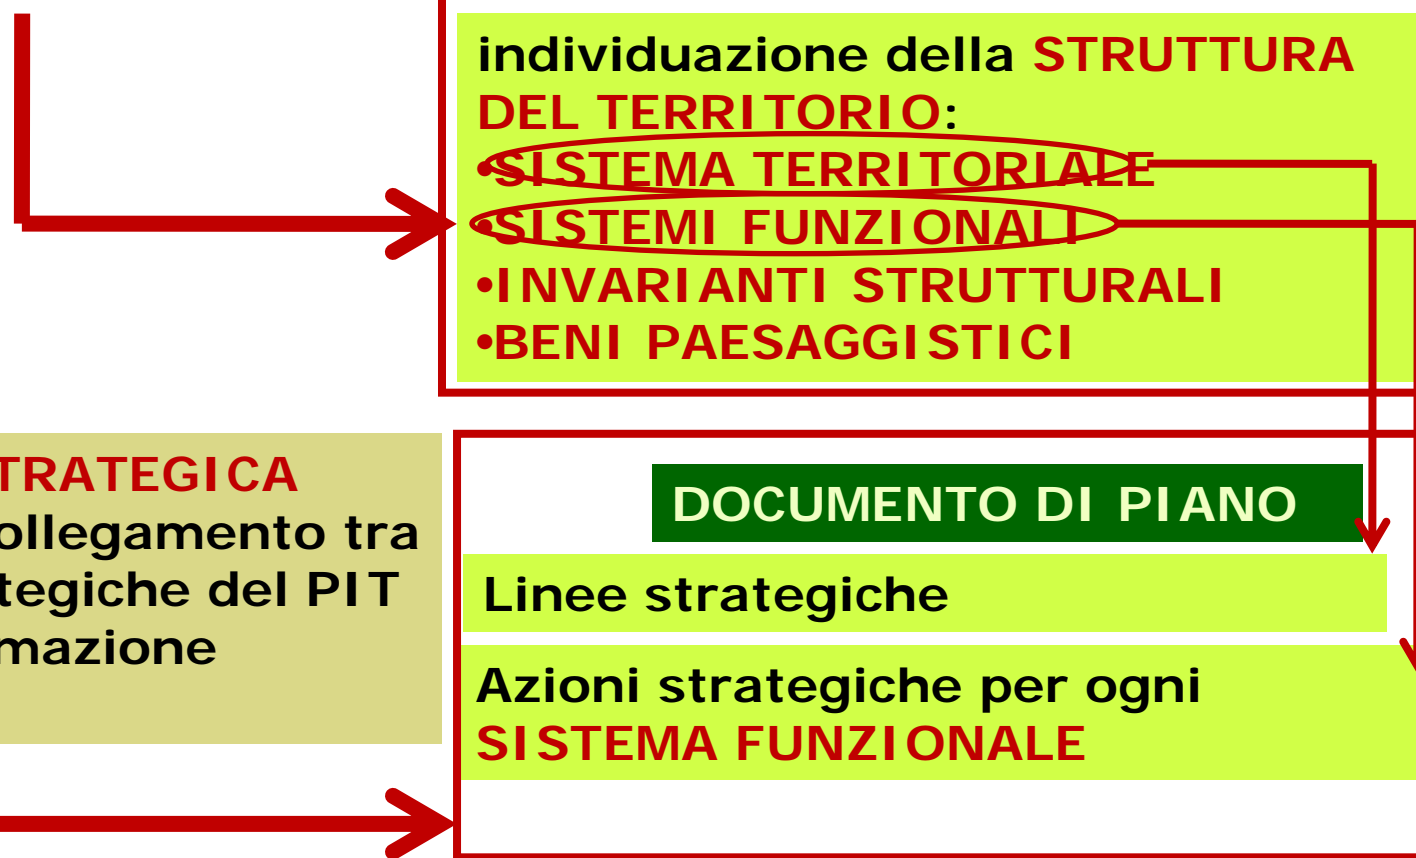 individuazione della STRUTTURA
DEL TERRITORIO:
•SISTEMA TERRITORIALE
•SISTEMI FUNZIONALI
•INVARIANTI STRUTTURALI
•BENI PAESAGGISTICI
TRATEGICA
ollegamento tra
tegiche del PIT
mazione
DOCUMENTO DI PIANO
Linee strategiche
Azioni strategiche per ogni
SISTEMA FUNZIONALE